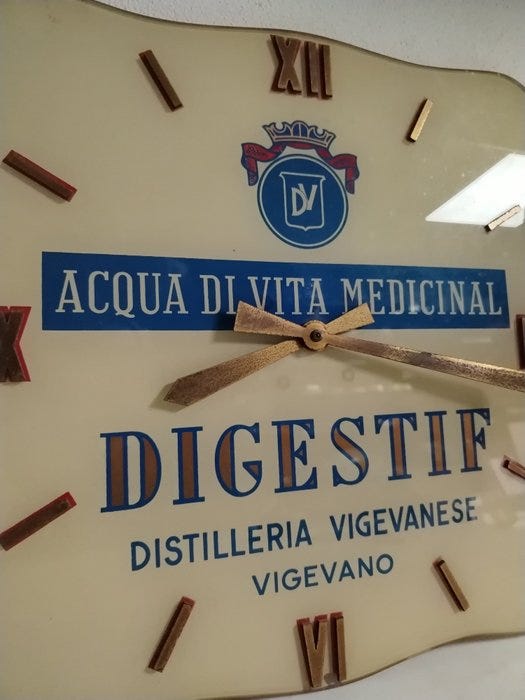 XII
DV
ACQUA DI VITA MEDICINAL
DIGESTIF
DISTILLERIA VIGEVANESE
VIGEVANO
VI